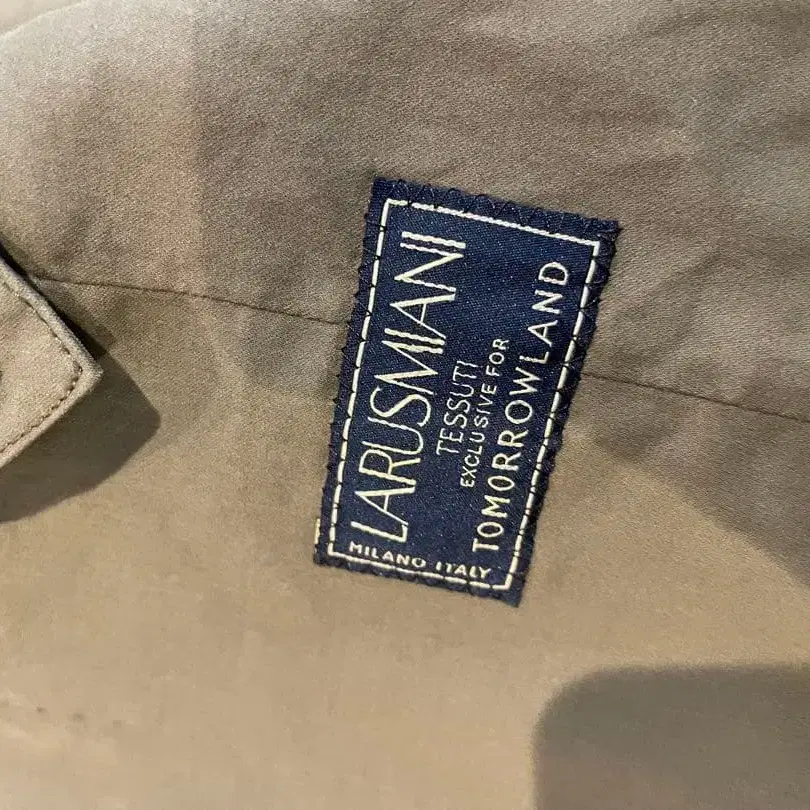 LARUSMIANI
TESSUTI
EXCLUSIVE FOR
TOMORROWLAND
MILANO ITALY